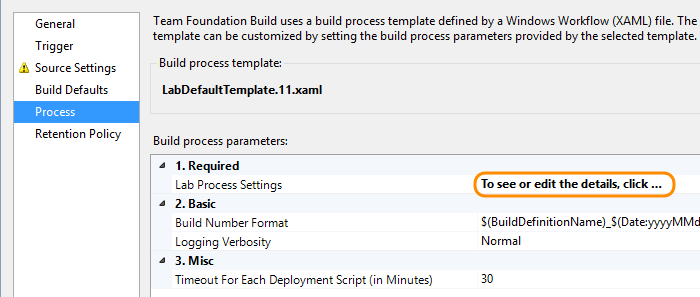 General
Trigger
Source Settings
Build Defaults
Process
Retention Policy
Team Foundation Build uses a build process template defined by a Windows Workflow (XAML) file. The
template can be customized by setting the build process parameters provided by the selected template.
Build process template:
LabDefaultTemplate.11.xaml
Build process parameters:
1. Required
Lab Process Settings To see or edit the details, click ...
2. Basic
Build Number Format $(BuildDefinitionName)_$(Date:yyyyMMd
Logging Verbosity Normal
3. Misc
Timeout For Each Deployment Script (in Minutes) 30